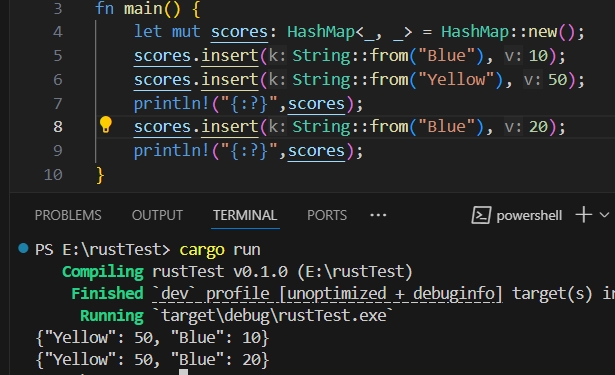 3 fn main() {
4 let mut scores: HashMap<_, _> = HashMap::new();
5 scores.insert(k: String::from("Blue"), v: 10);
6 scores.insert(k: String::from("Yellow"), v: 50);
7 println!("{:?}",scores);
8 scores.insert(k: String::from("Blue"), v: 20);
9 println!("{:?}",scores);
10 }
PROBLEMS OUTPUT TERMINAL PORTS ··· powershell
PS E:\rustTest> cargo run
Compiling rustTest v0.1.0 (E:\rustTest)
Finished `dev` profile [unoptimized + debuginfo] target(s) in
Running `target\debug\rustTest.exe`
{"Yellow": 50, "Blue": 10}
{"Yellow": 50, "Blue": 20}